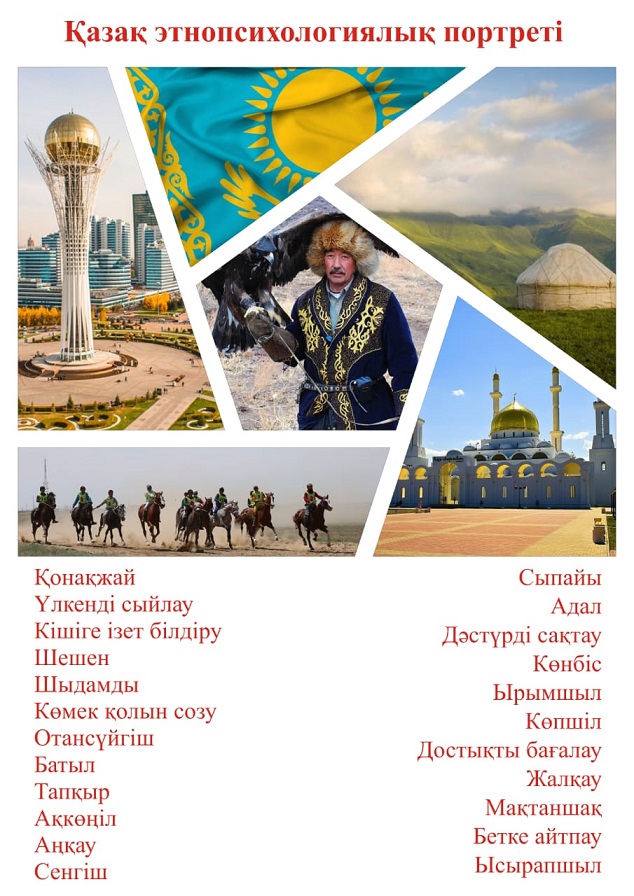 Қазақ этнопсихологиялық портреті
Қонақжай
Үлкенді сыйлау
Кішіге ізет білдіру
Шешен
Шыдамды
Көмек қолын созу
Отансүйгіш
Батыл
Тапқыр
Ақкөңіл
Аңқау
Сенгіш
Сыпайы
Адал
Дәстүрді сақтау
Көнбіс
Ырымшыл
Көпшіл
Достықты бағалау
Жалқау
Мақтаншақ
Бетке айтпау
Ысырапшыл